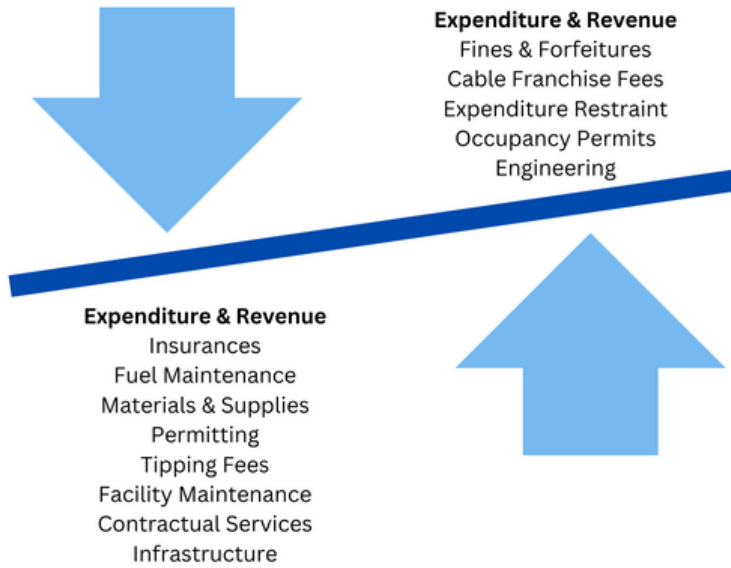 Expenditure & Revenue
Fines & Forfeitures
Cable Franchise Fees
Expenditure Restraint
Occupancy Permits
Engineering
Expenditure & Revenue
Insurances
Fuel Maintenance
Materials & Supplies
Permitting
Tipping Fees
Facility Maintenance
Contractual Services
Infrastructure